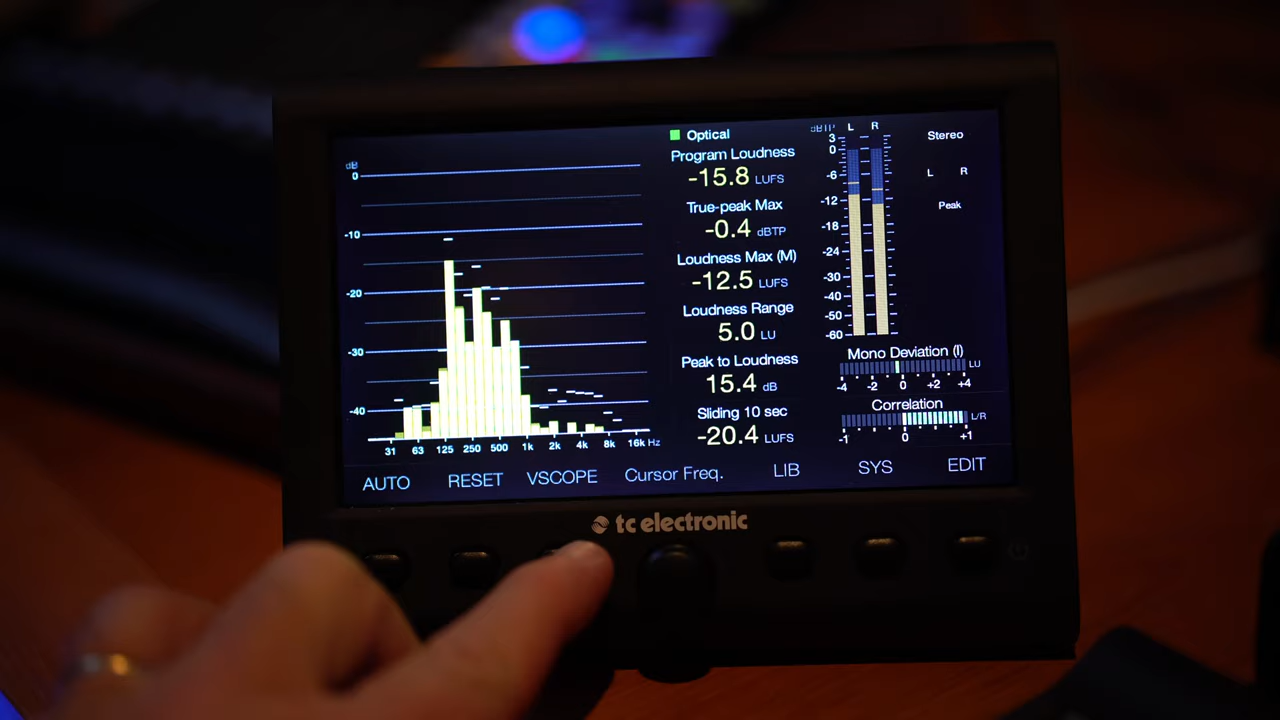 dB
0
-10
-20
-30
-40
31 63 125 250 500 1k 2k 4k 8k 16k Hz
Optical
Program Loudness
-15.8 LUFS
True-peak Max
-0.4 dBTP
Loudness Max (M)
-12.5 LUFS
Loudness Range
5.0 LU
Peak to Loudness
15.4 dB
Sliding 10 sec
-20.4 LUFS
dBTP L R
3
0
-6
-12
-18
-24
-30
-40
-50
-60
Stereo
L R
Peak
Mono Deviation (I)
LU
-4 -2 0 +2 +4
Correlation
L/R
-1 0 +1
AUTO RESET VSCOPE Cursor Freq. LIB SYS EDIT
tc electronic